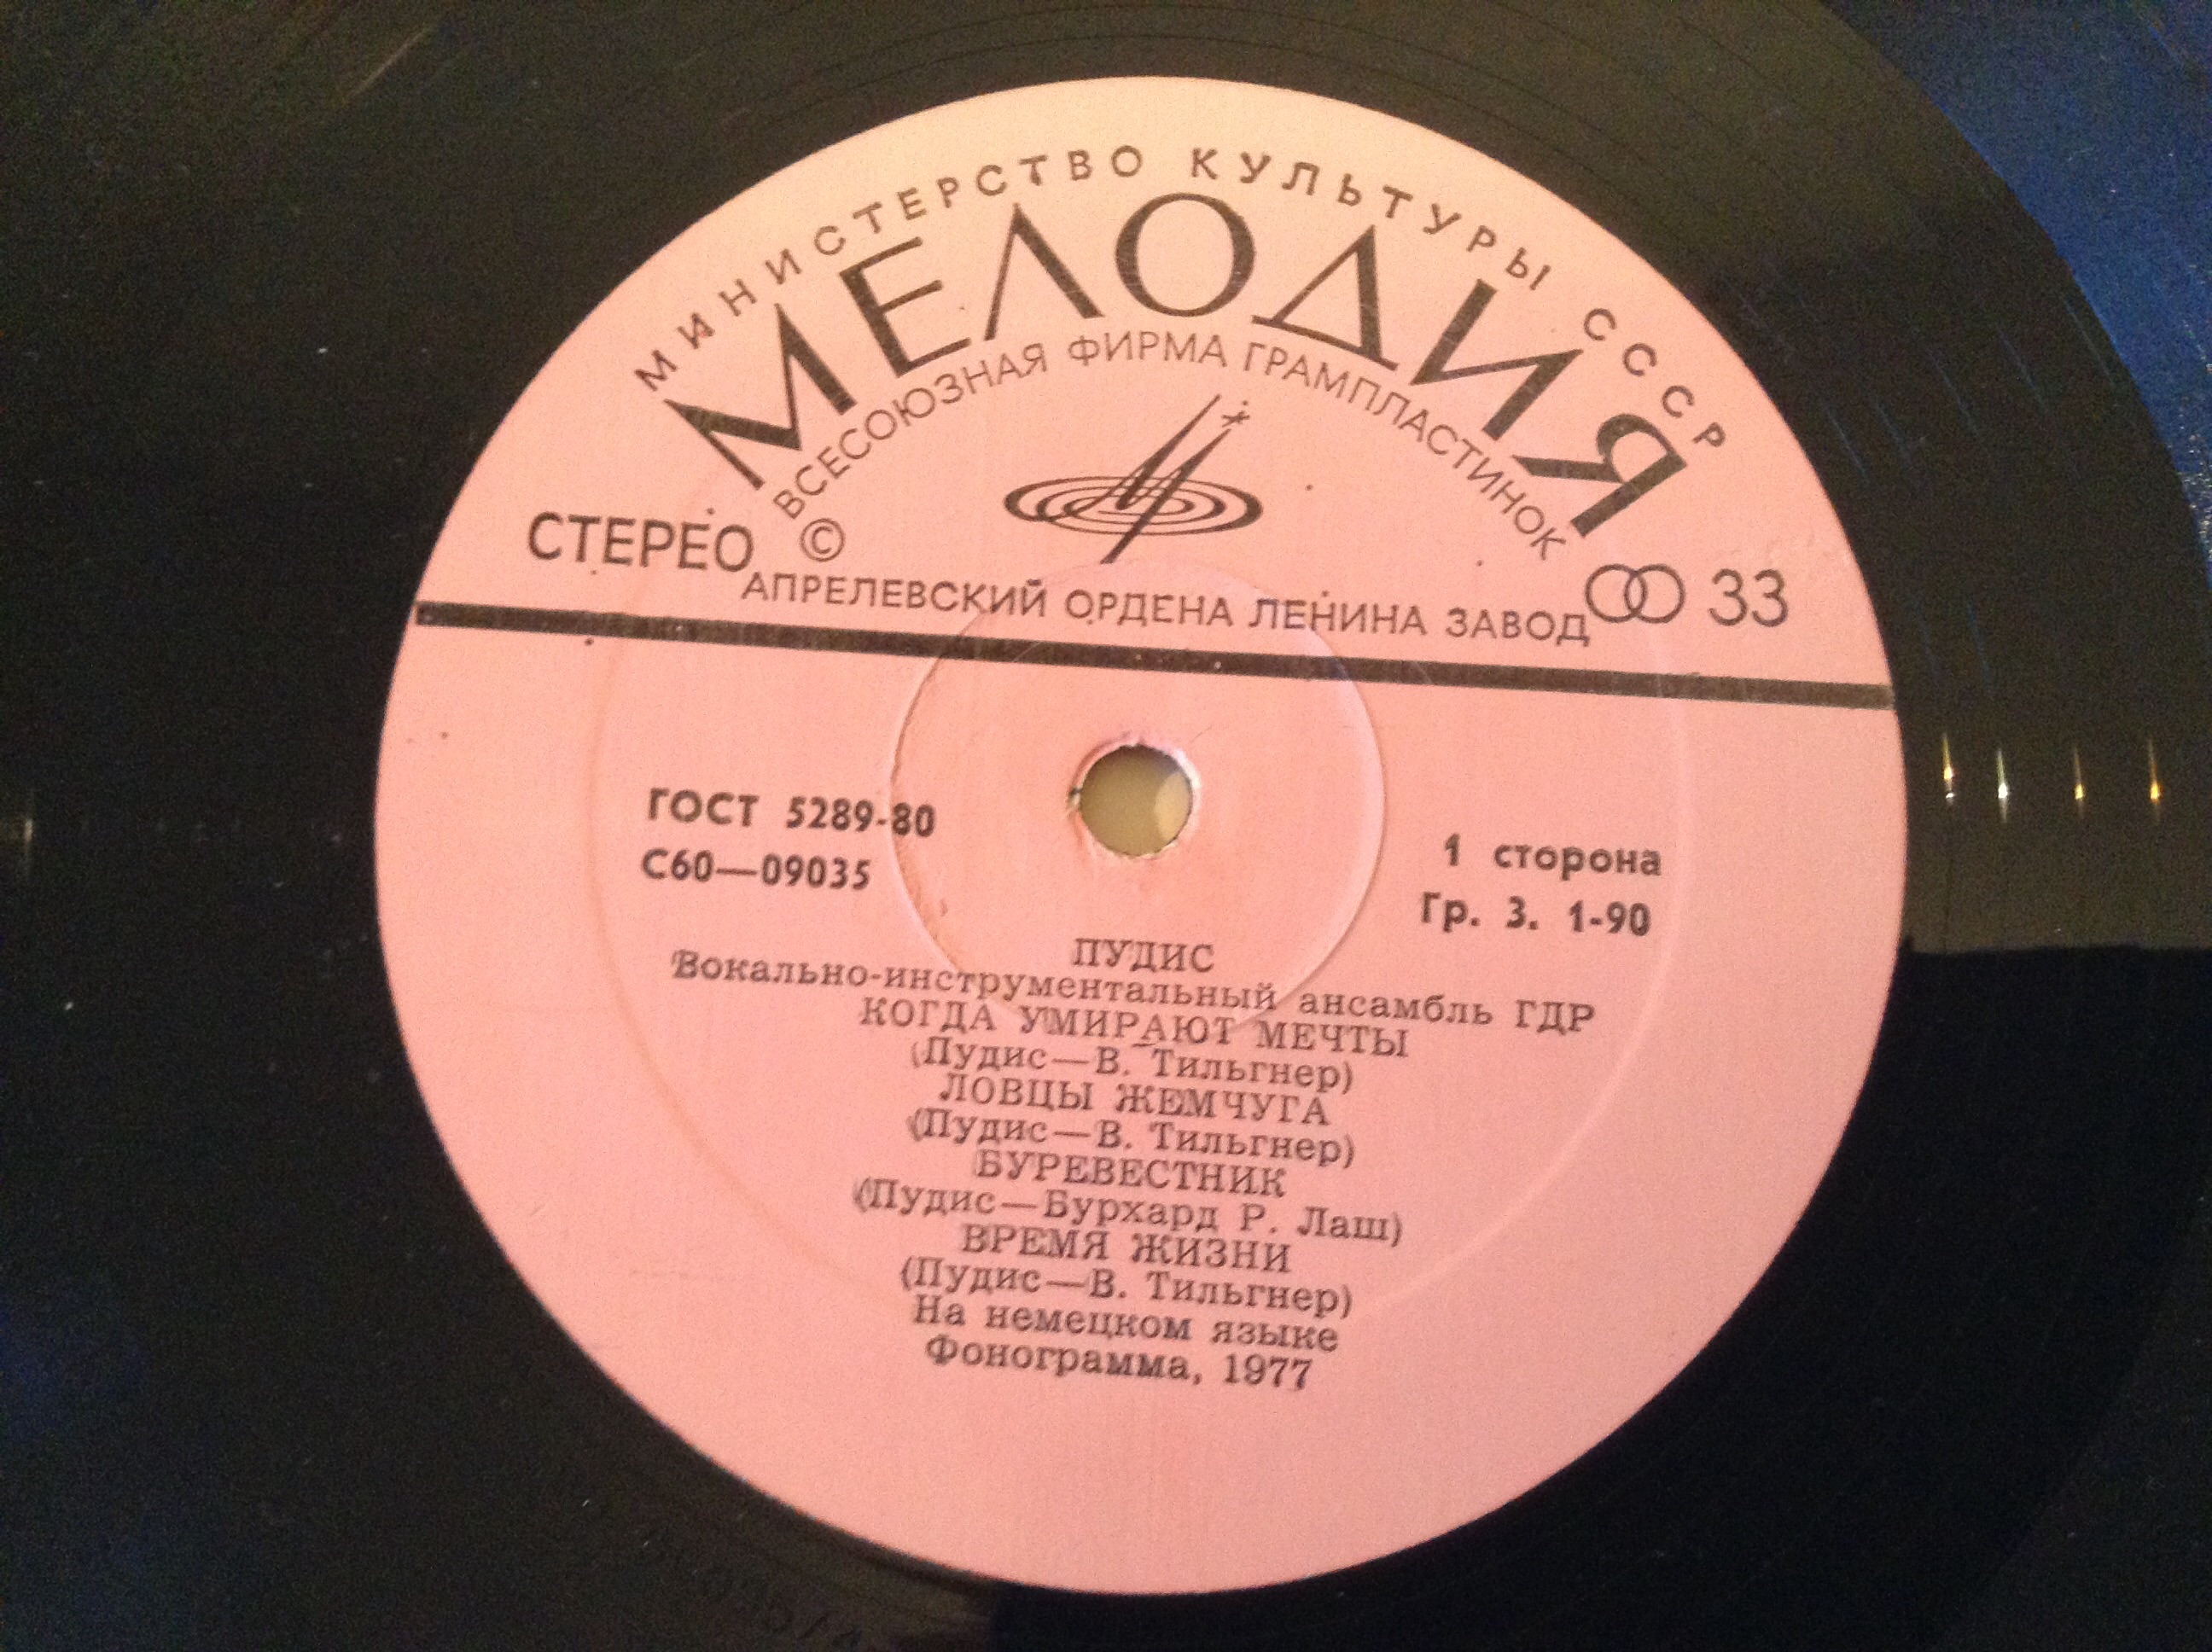 МИНИСТЕРСТВО КУЛЬТУРЫ СССР
МЕЛОДИЯ
ВСЕСОЮЗНАЯ ФИРМА ГРАМПЛАСТИНОК
СТЕРЕО © 33
АПРЕЛЕВСКИЙ ОРДЕНА ЛЕНИНА ЗАВОД
ГОСТ 5289-80
С60—09035
1 сторона
Гр. 3. 1-90
ПУДИС
Вокально-инструментальный ансамбль ГДР
КОГДА УМИРАЮТ МЕЧТЫ
(Пудис—В. Тильгнер)
ЛОВЦЫ ЖЕМЧУГА
(Пудис—В. Тильгнер)
БУРЕВЕСТНИК
(Пудис—Бурхард Р. Лаш)
ВРЕМЯ ЖИЗНИ
(Пудис—В. Тильгнер)
На немецком языке
Фонограмма, 1977